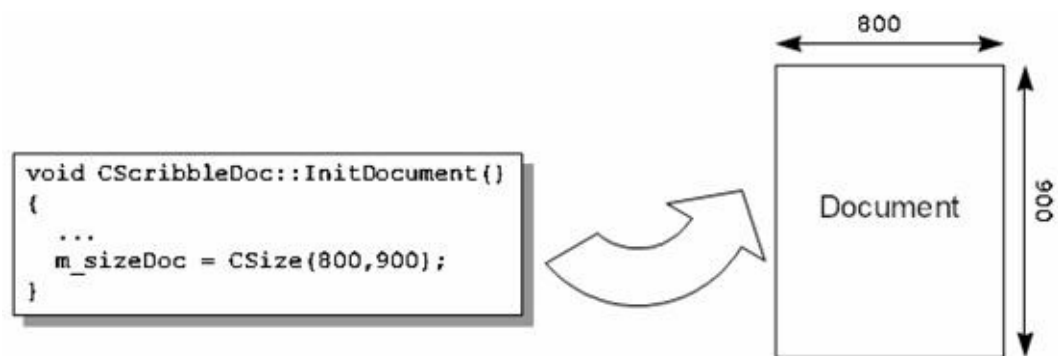 800
void CScribbleDoc::InitDocument()
{
...
m_sizeDoc = CSize(800,900);
}
Document
900